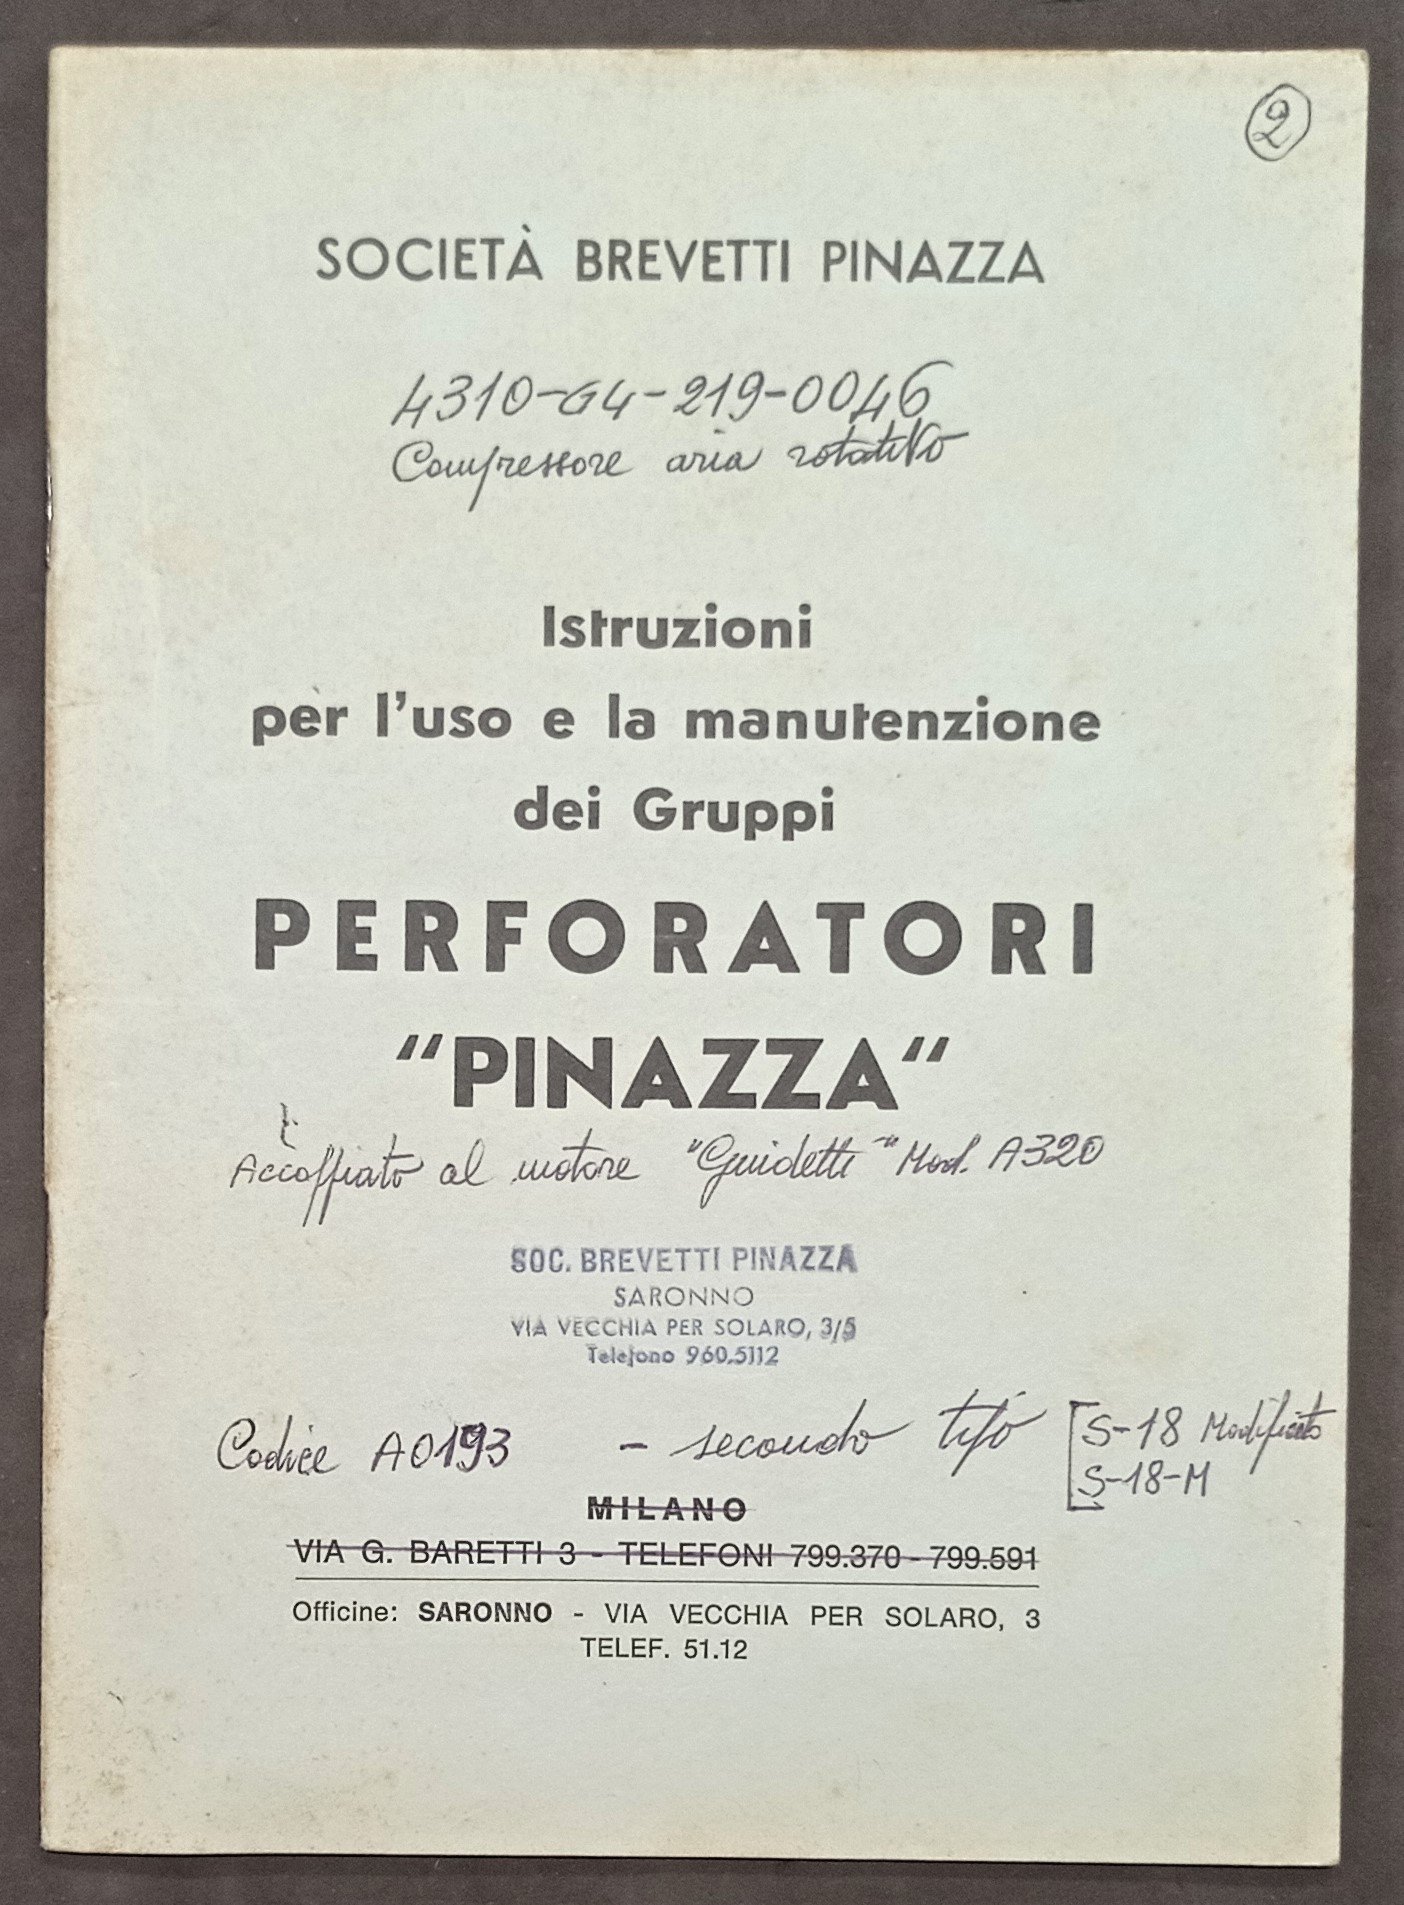 2
SOCIETÀ BREVETTI PINAZZA
4310-G4-219-0046
Compressore aria rotativo
Istruzioni
per l'uso e la manutenzione
dei Gruppi
PERFORATORI
"PINAZZA"
Accoppiato al motore "Guidetti" Mod. A320
SOC. BREVETTI PINAZZA
SARONNO
VIA VECCHIA PER SOLARO, 3/5
Telefono 960.5112
Codice A0193 - secondo tipo [S-18 Modificato
S-18-M
MILANO
VIA G. BARETTI 3 - TELEFONI 799.370 - 799.591
Officine: SARONNO - VIA VECCHIA PER SOLARO, 3
TELEF. 51.12